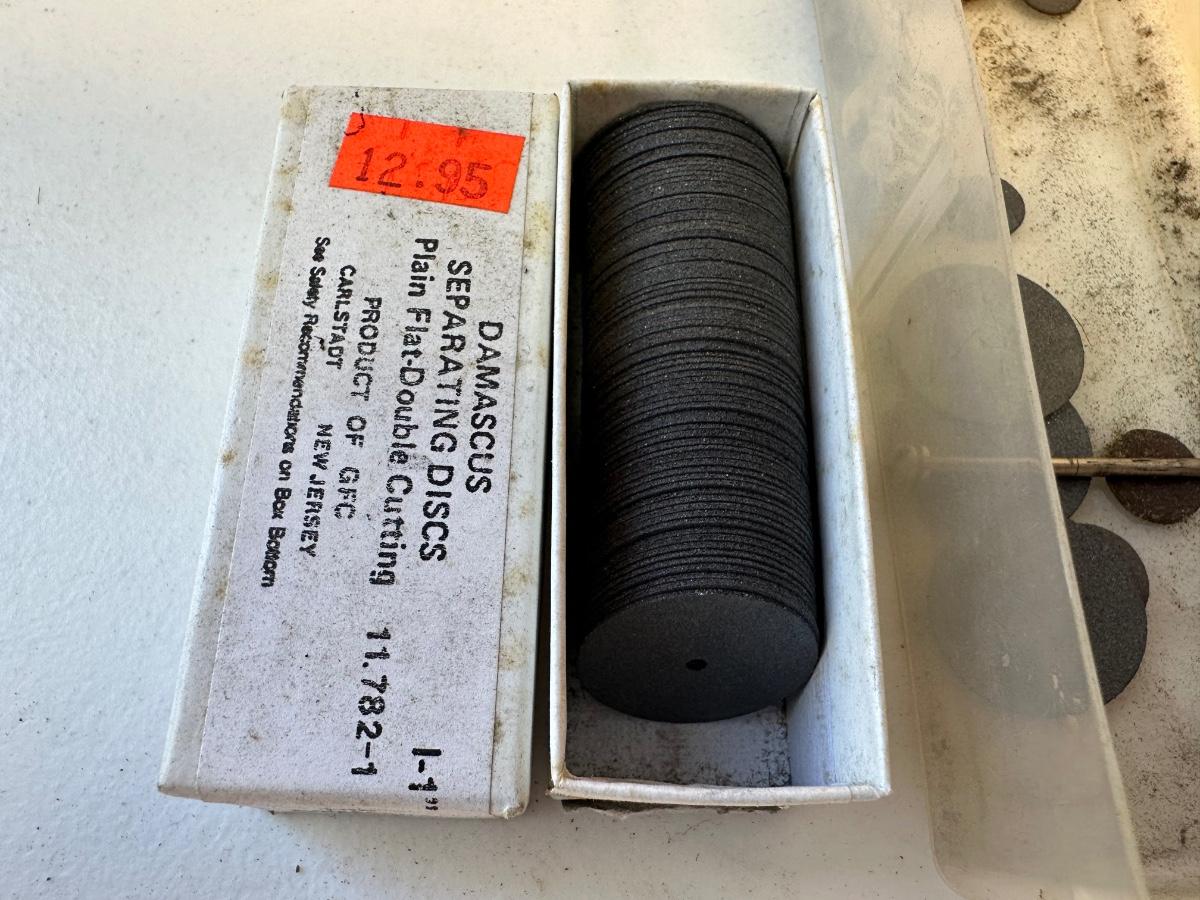 12.95
DAMASCUS
SEPARATING DISCS
Plain Flat-Double Cutting
I-1"
11.782-1
PRODUCT OF GFC
CARLSTADT NEW JERSEY
See Safety Recommendations on Box Bottom